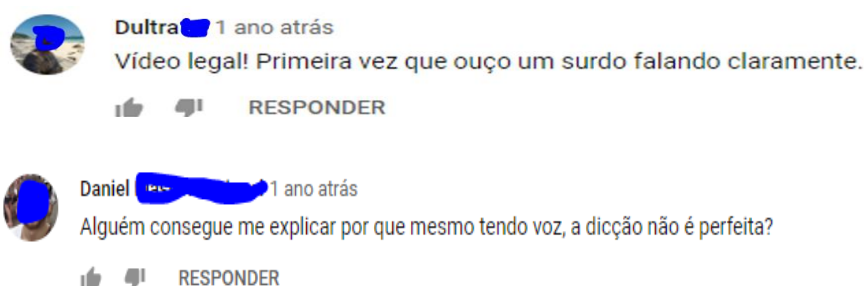 Dultra 1 ano atrás
Vídeo legal! Primeira vez que ouço um surdo falando claramente.
RESPONDER
Daniel 1 ano atrás
Alguém consegue me explicar por que mesmo tendo voz, a dicção não é perfeita?
RESPONDER